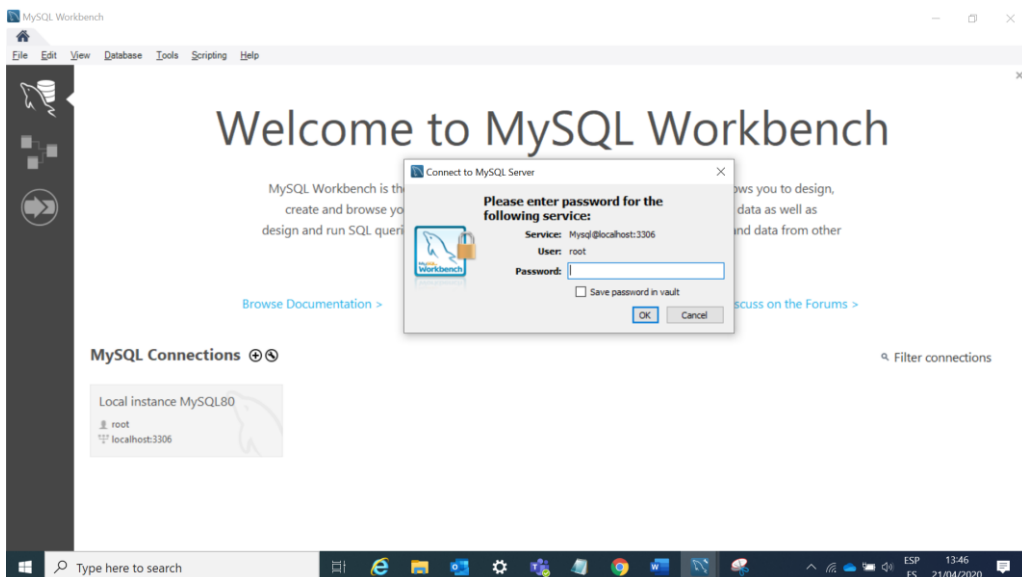 MySQL Workbench
File Edit View Database Tools Scripting Help
Welcome to MySQL Workbench
Connect to MySQL Server
Please enter password for the
following service:
Service: Mysql@localhost:3306
User: root
Password:
Save password in vault
OK Cancel
MySQL Workbench is the
ows you to design,
create and browse yo
data as well as
design and run SQL queri
nd data from other
Workbench
Browse Documentation >
scuss on the Forums >
MySQL Connections
Filter connections
Local instance MySQL80
root
localhost:3306
Type here to search
ESP 13:46
ES 21/04/2020